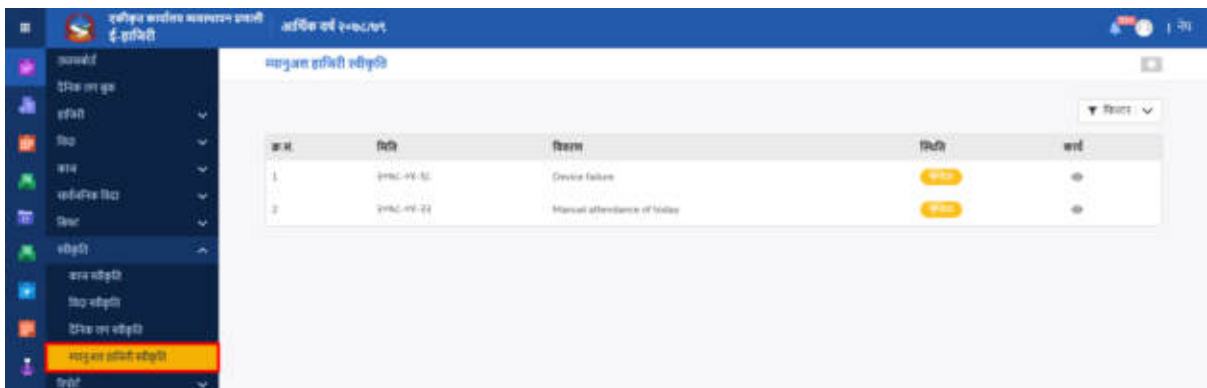 एकीकृत कार्यालय व्यवस्थापन प्रणाली
ई-हाजिरी
आर्थिक वर्ष २०७८/७९
नेपा
ड्यासबोर्ड
दैनिक लग बुक
हाजिरी
विदा
काज
सार्वजनिक विदा
शिफ्ट
स्वीकृति
काज स्वीकृति
विदा स्वीकृति
दैनिक लग स्वीकृति
म्यानुअल हाजिरी स्वीकृति
रिपोर्ट
म्यानुअल हाजिरी स्वीकृति
फिल्टर
क्र.सं. मिति विवरण स्थिति कार्य
1 Device failure
2 Manual attendance of today